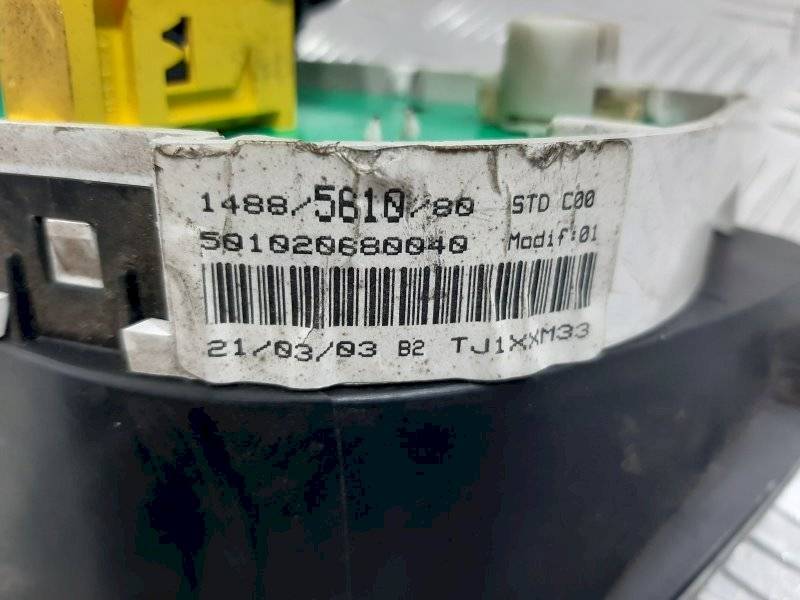 1488/5610/80 STD C00
501020680040 Modif:01
21/03/03 B2 TJ1XXM33